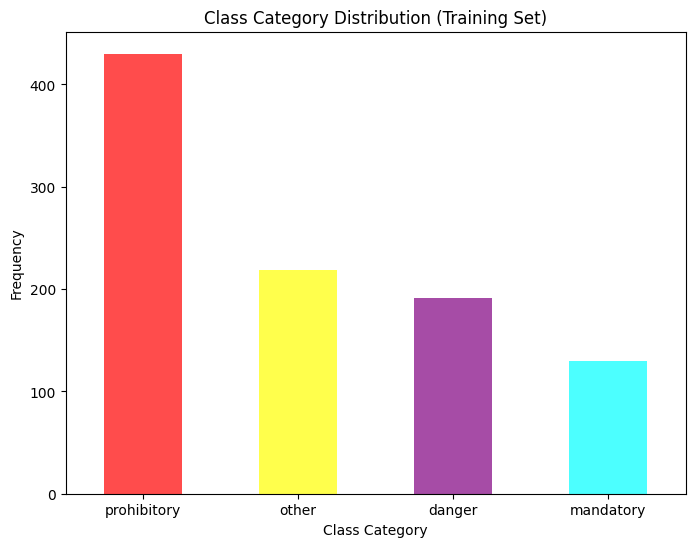 Class Category Distribution (Training Set)
Frequency
400
300
200
100
0
prohibitory other danger mandatory
Class Category